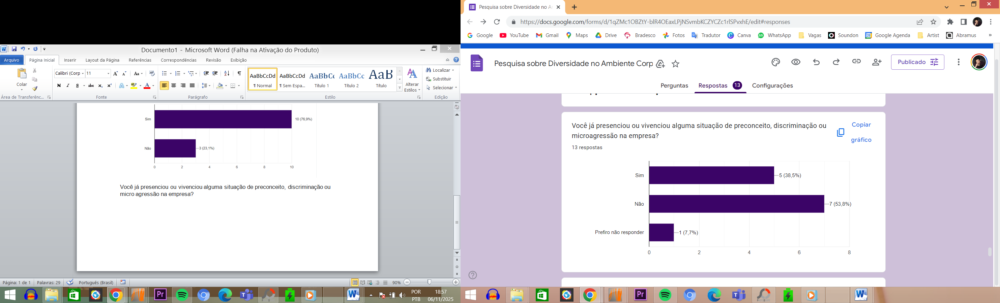 Documento1 - Microsoft Word (Falha na Ativação do Produto)
Arquivo
Página Inicial
Inserir
Layout da Página
Referências
Correspondências
Revisão
Exibição
Colar
Calibri (Corp
11
Aa
N I S abc x₂ x²
AaBbCcDd
¶ Normal
AaBbCcDd
¶ Sem Espa...
AaBbCc
Título 1
AaBbCc
Título 2
AaB
Título
Alterar
Estilos
Localizar
Substituir
Selecionar
Área de Transferênc...
Fonte
Parágrafo
Estilo
Edição
Sim
10 (76,9%)
Não
3 (23,1%)
0 2 4 6 8 10
Você já presenciou ou vivenciou alguma situação de preconceito, discriminação ou
micro agressão na empresa?
Página: 1 de 1
Palavras: 29
Português (Brasil)
90%
Pr
POR
PTB
18:57
06/11/2025
Pesquisa sobre Diversidade no A
https://docs.google.com/forms/d/1qZMc1OBZtY-blR4OEaxLPjNSvmbKCZYCZc1rlSPvxhE/edit#responses
Google
YouTube
Gmail
Maps
Drive
Bradesco
Fotos
Tradutor
Canva
69
WhatsApp
Vagas
Soundon
28
Google Agenda
Artist
Abramus
»
Pesquisa sobre Diversidade no Ambiente Corp
Publicado
Perguntas
Respostas 13
Configurações
Você já presenciou ou vivenciou alguma situação de preconceito, discriminação ou
microagressão na empresa?
Copiar
gráfico
13 respostas
Sim
5 (38,5%)
Não
7 (53,8%)
Prefiro não responder
1 (7,7%)
0 2 4 6 8
Pr